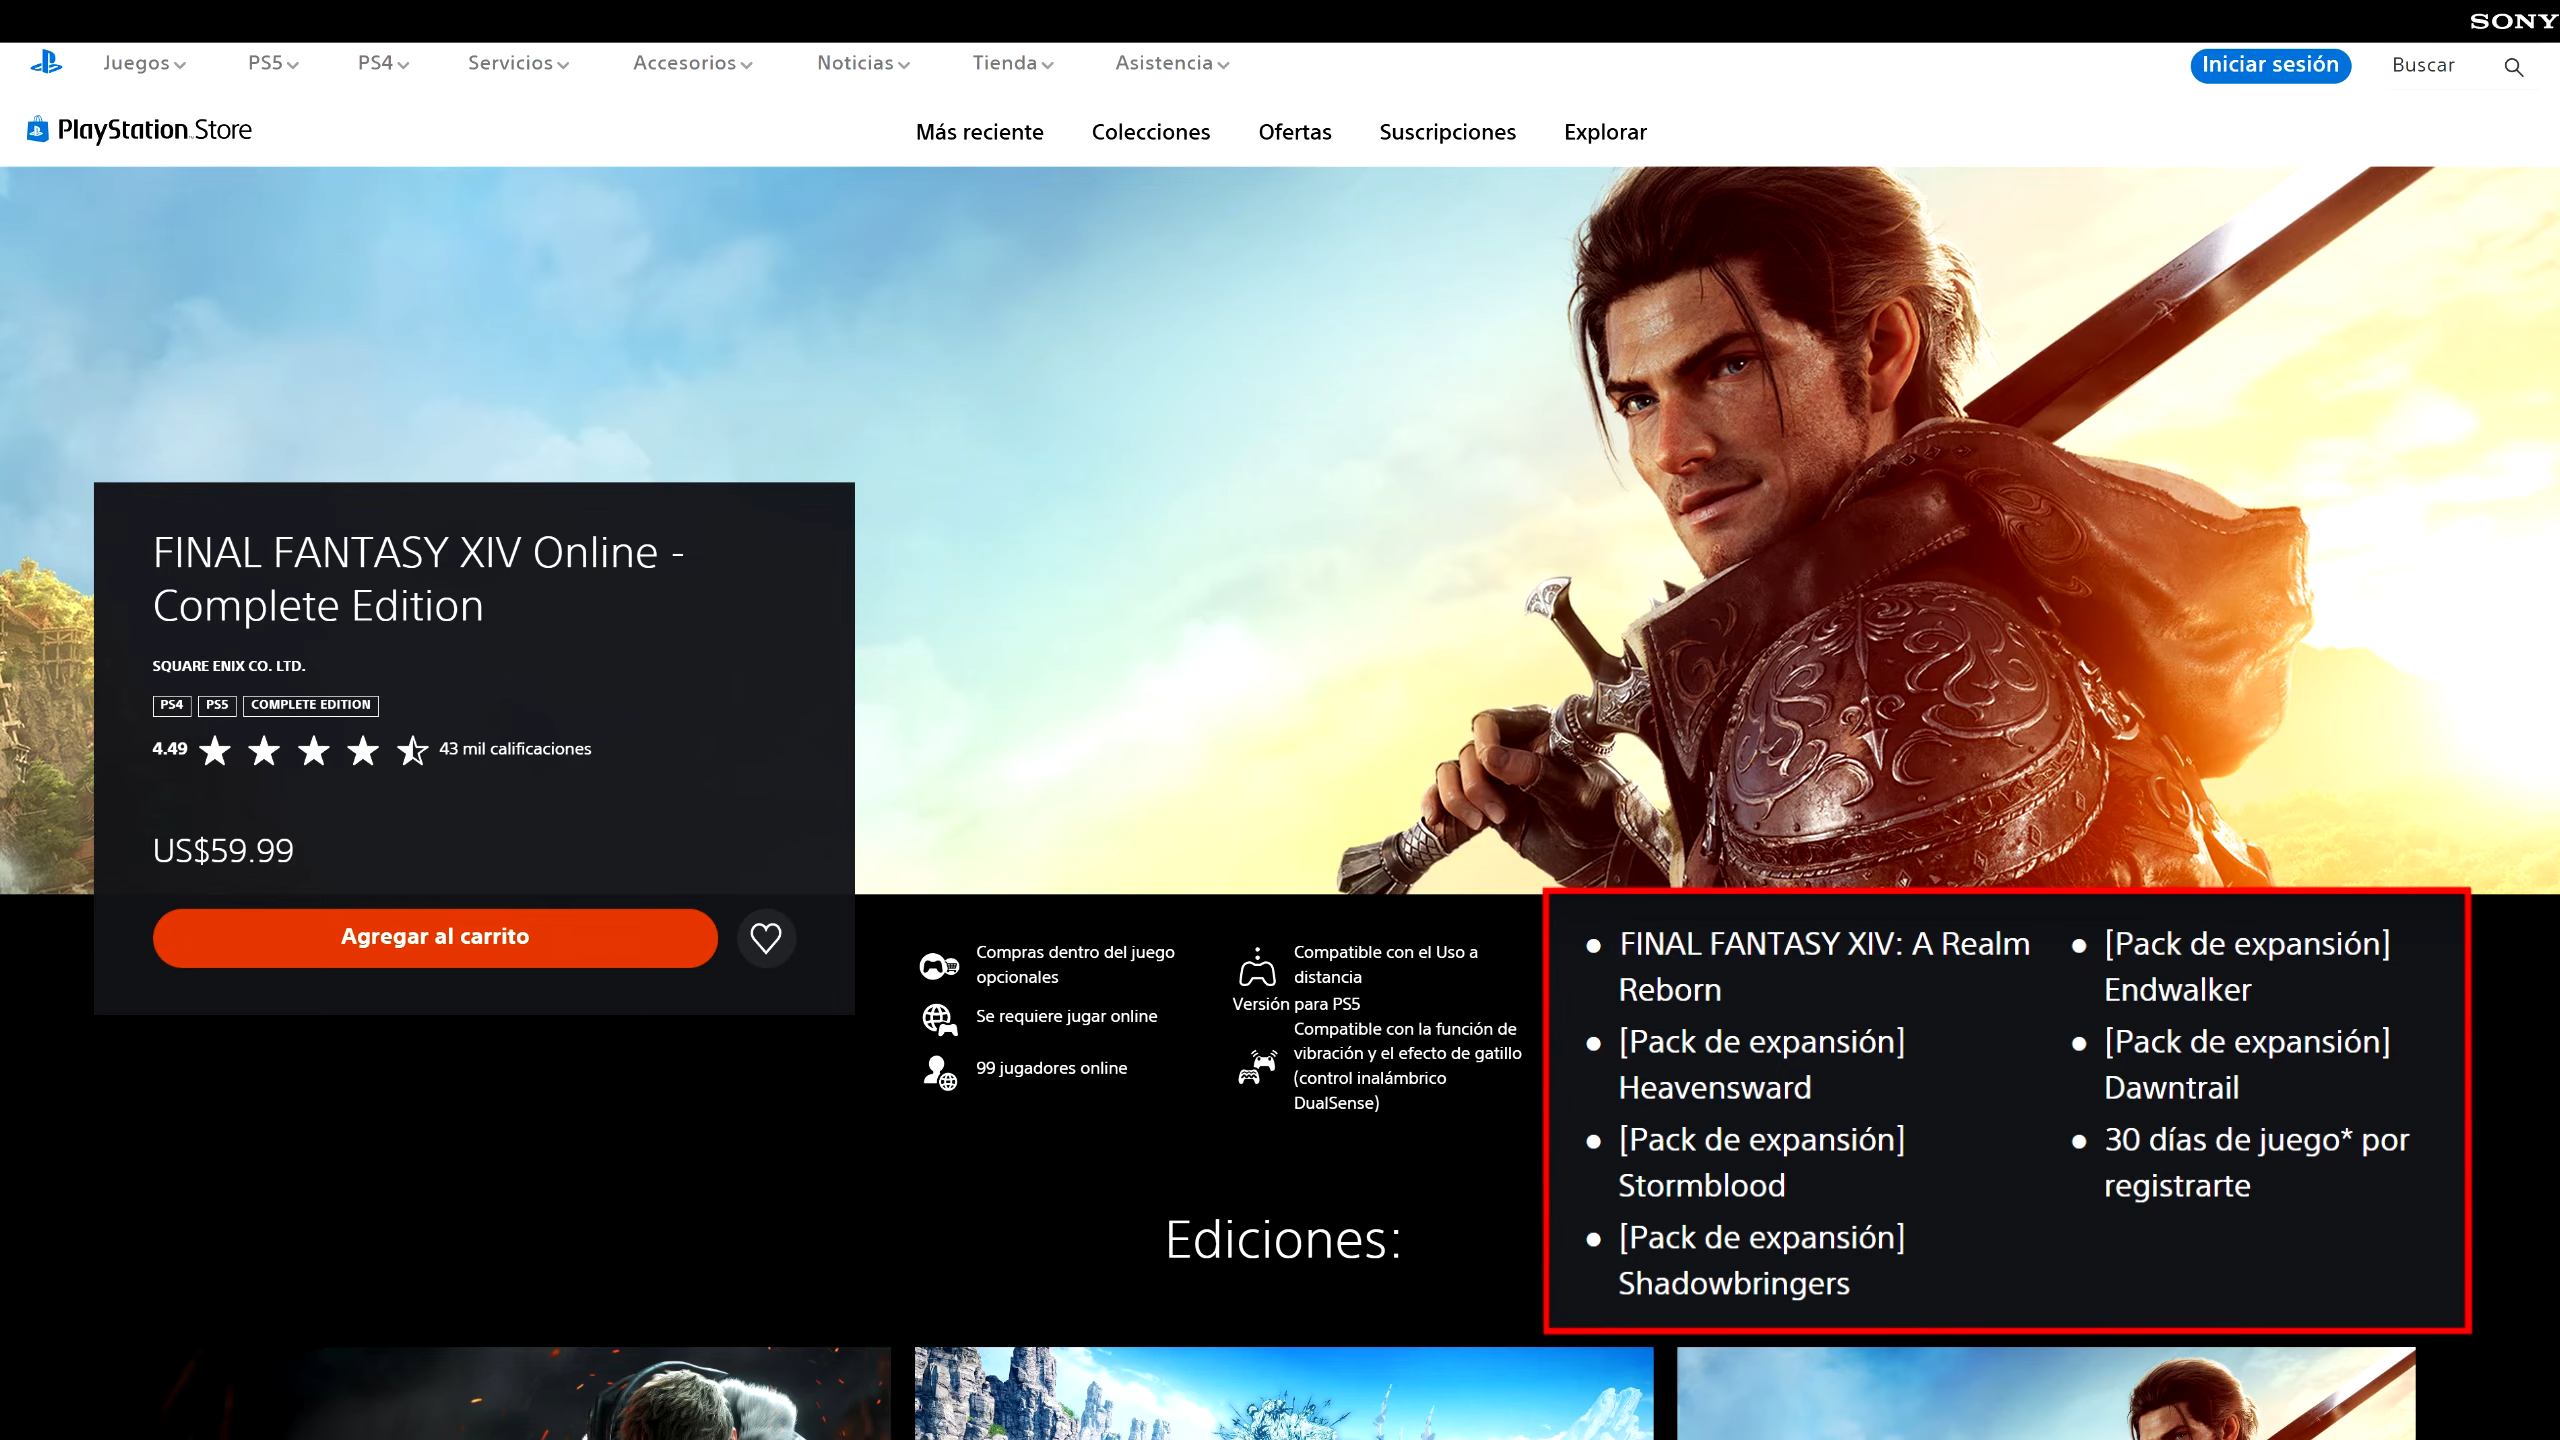 SONY
Juegos PS5 PS4 Servicios Accesorios Noticias Tienda Asistencia Iniciar sesión Buscar
PlayStation Store
Más reciente Colecciones Ofertas Suscripciones Explorar
FINAL FANTASY XIV Online -
Complete Edition
SQUARE ENIX CO. LTD.
PS4 PS5 COMPLETE EDITION
4.49 43 mil calificaciones
US$59.99
Agregar al carrito
Compras dentro del juego
opcionales
Se requiere jugar online
99 jugadores online
Compatible con el Uso a
distancia
Versión para PS5
Compatible con la función de
vibración y el efecto de gatillo
(control inalámbrico
DualSense)
• FINAL FANTASY XIV: A Realm
Reborn
• [Pack de expansión]
Heavensward
• [Pack de expansión]
Stormblood
• [Pack de expansión]
Shadowbringers
• [Pack de expansión]
Endwalker
• [Pack de expansión]
Dawntrail
• 30 días de juego* por
registrarte
Ediciones: